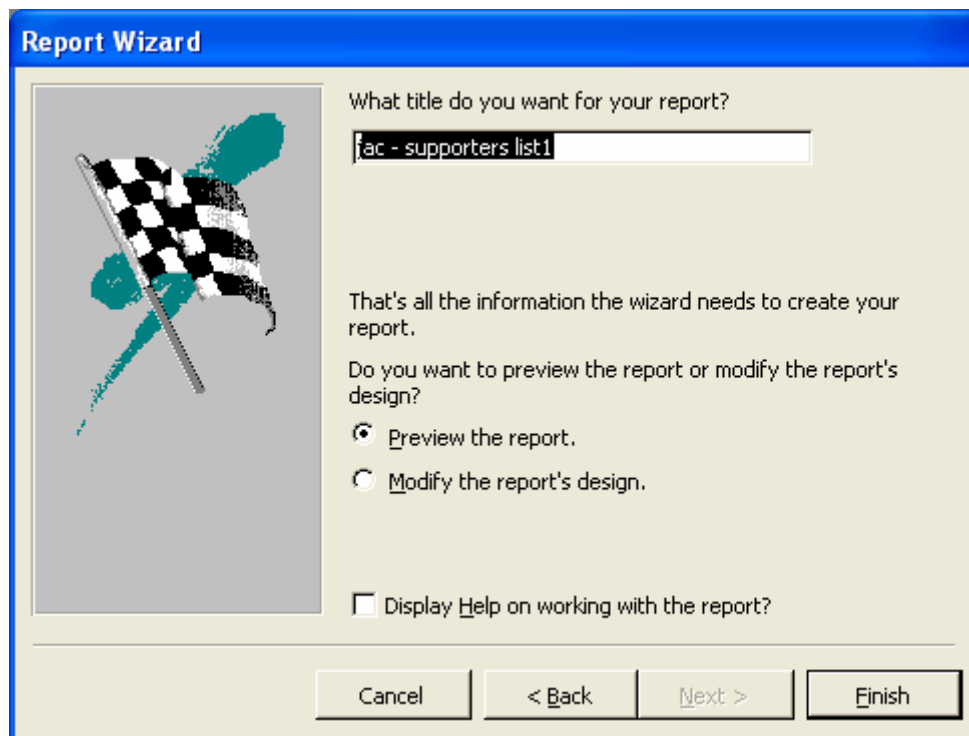 Report Wizard
What title do you want for your report?
fac - supporters list1
That's all the information the wizard needs to create your
report.
Do you want to preview the report or modify the report's
design?
Preview the report.
Modify the report's design.
Display Help on working with the report?
Cancel
< Back
Next >
Finish